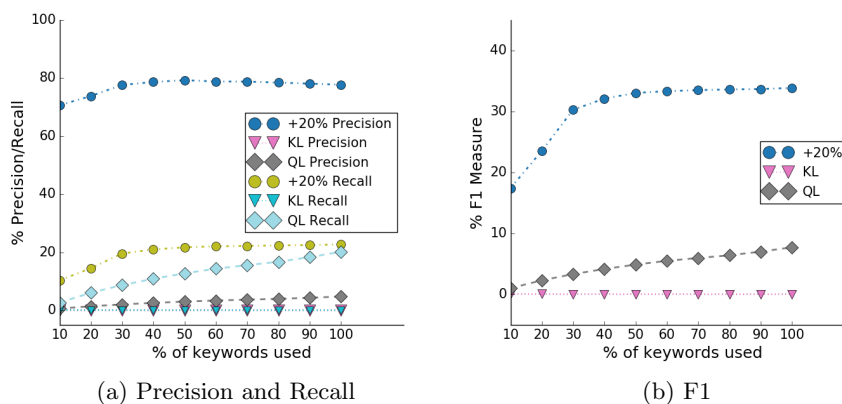 100
80
60
40
20
0
% Precision/Recall
+20% Precision
KL Precision
QL Precision
+20% Recall
KL Recall
QL Recall
10 20 30 40 50 60 70 80 90 100
% of keywords used
(a) Precision and Recall
40
30
20
10
0
% F1 Measure
+20%
KL
QL
10 20 30 40 50 60 70 80 90 100
% of keywords used
(b) F1